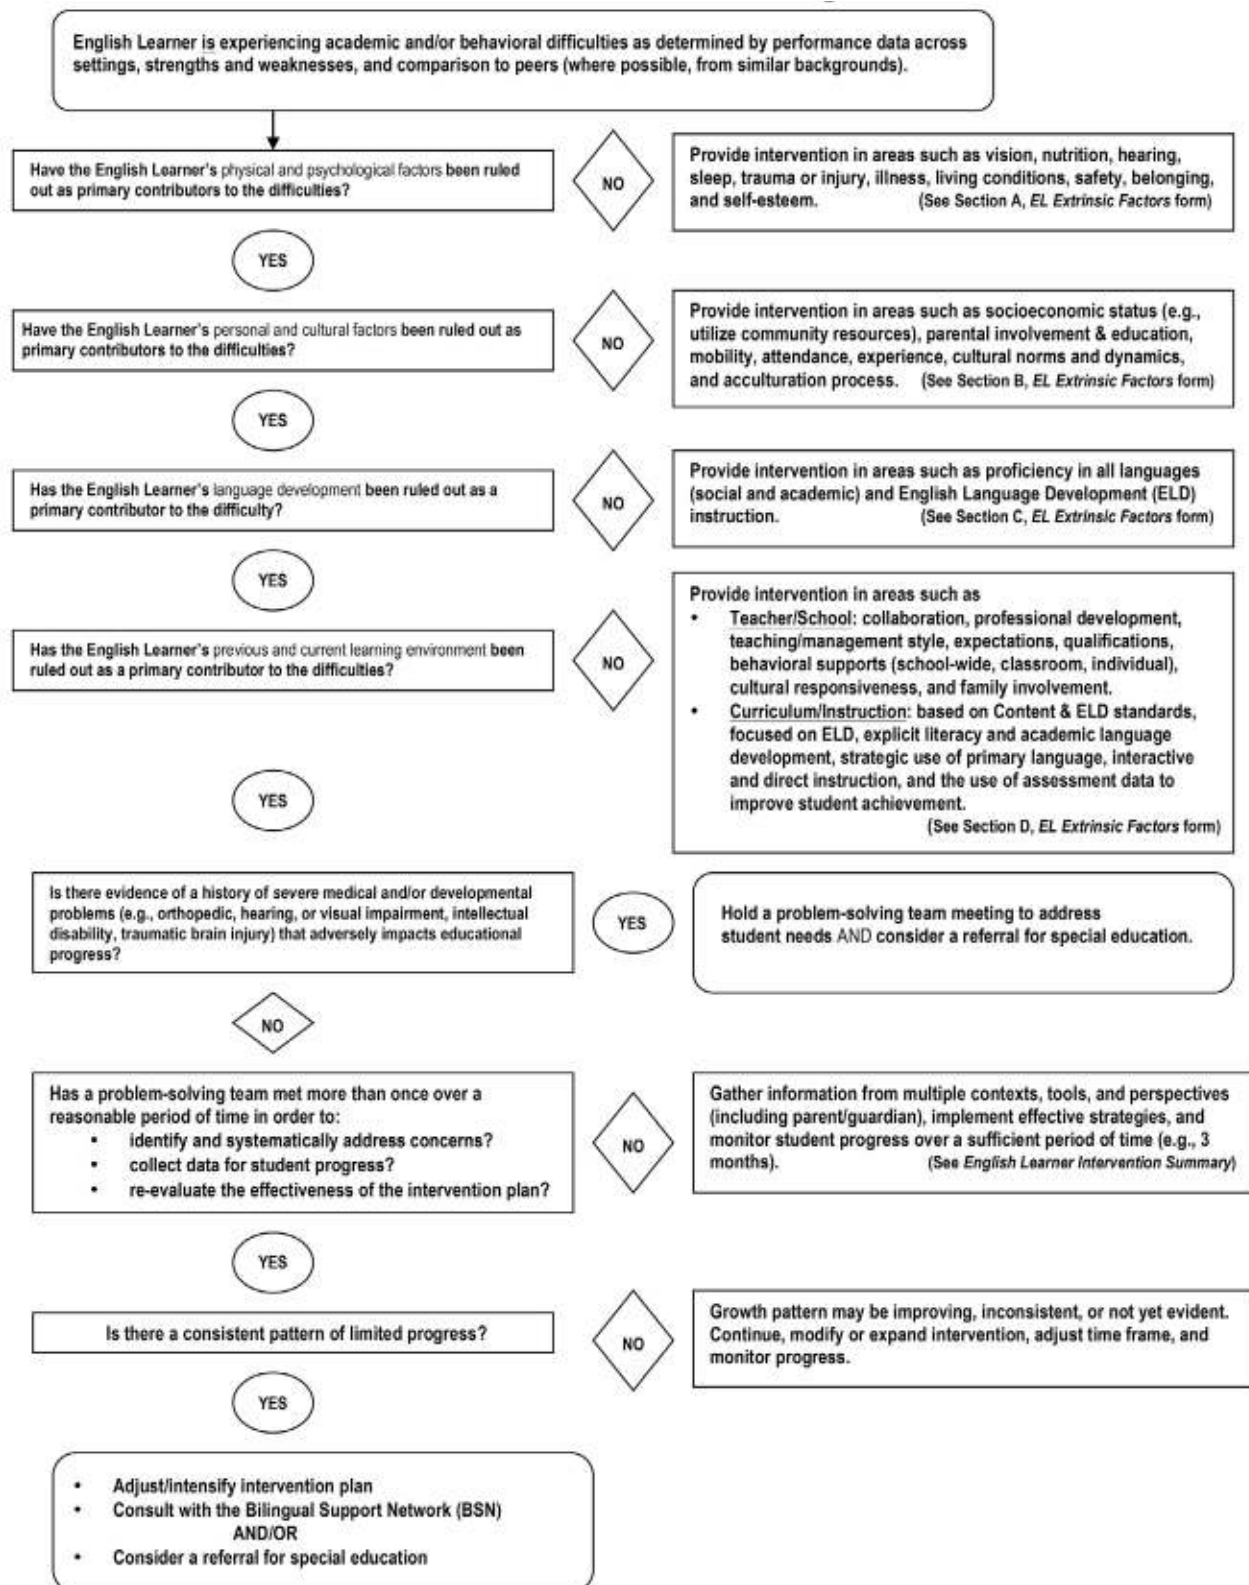 English Learner is experiencing academic and/or behavioral difficulties as determined by performance data across
settings, strengths and weaknesses, and comparison to peers (where possible, from similar backgrounds).
Have the English Learner's physical and psychological factors been ruled
out as primary contributors to the difficulties?
NO
Provide intervention in areas such as vision, nutrition, hearing,
sleep, trauma or injury, illness, living conditions, safety, belonging,
and self-esteem. (See Section A, EL Extrinsic Factors form)
YES
Have the English Learner's personal and cultural factors been ruled out as
primary contributors to the difficulties?
NO
Provide intervention in areas such as socioeconomic status (e.g.,
utilize community resources), parental involvement & education,
mobility, attendance, experience, cultural norms and dynamics,
and acculturation process. (See Section B, EL Extrinsic Factors form)
YES
Has the English Learner's language development been ruled out as a
primary contributor to the difficulty?
NO
Provide intervention in areas such as proficiency in all languages
(social and academic) and English Language Development (ELD)
instruction. (See Section C, EL Extrinsic Factors form)
YES
Has the English Learner's previous and current learning environment been
ruled out as a primary contributor to the difficulties?
NO
Provide intervention in areas such as
• Teacher/School: collaboration, professional development,
teaching/management style, expectations, qualifications,
behavioral supports (school-wide, classroom, individual),
cultural responsiveness, and family involvement.
• Curriculum/Instruction: based on Content & ELD standards,
focused on ELD, explicit literacy and academic language
development, strategic use of primary language, interactive
and direct instruction, and the use of assessment data to
improve student achievement.
(See Section D, EL Extrinsic Factors form)
YES
Is there evidence of a history of severe medical and/or developmental
problems (e.g., orthopedic, hearing, or visual impairment, intellectual
disability, traumatic brain injury) that adversely impacts educational
progress?
YES
Hold a problem-solving team meeting to address
student needs AND consider a referral for special education.
NO
Has a problem-solving team met more than once over a
reasonable period of time in order to:
• identify and systematically address concerns?
• collect data for student progress?
• re-evaluate the effectiveness of the intervention plan?
NO
Gather information from multiple contexts, tools, and perspectives
(including parent/guardian), implement effective strategies, and
monitor student progress over a sufficient period of time (e.g., 3
months). (See English Learner Intervention Summary)
YES
Is there a consistent pattern of limited progress?
NO
Growth pattern may be improving, inconsistent, or not yet evident.
Continue, modify or expand intervention, adjust time frame, and
monitor progress.
YES
• Adjust/intensify intervention plan
• Consult with the Bilingual Support Network (BSN)
AND/OR
• Consider a referral for special education